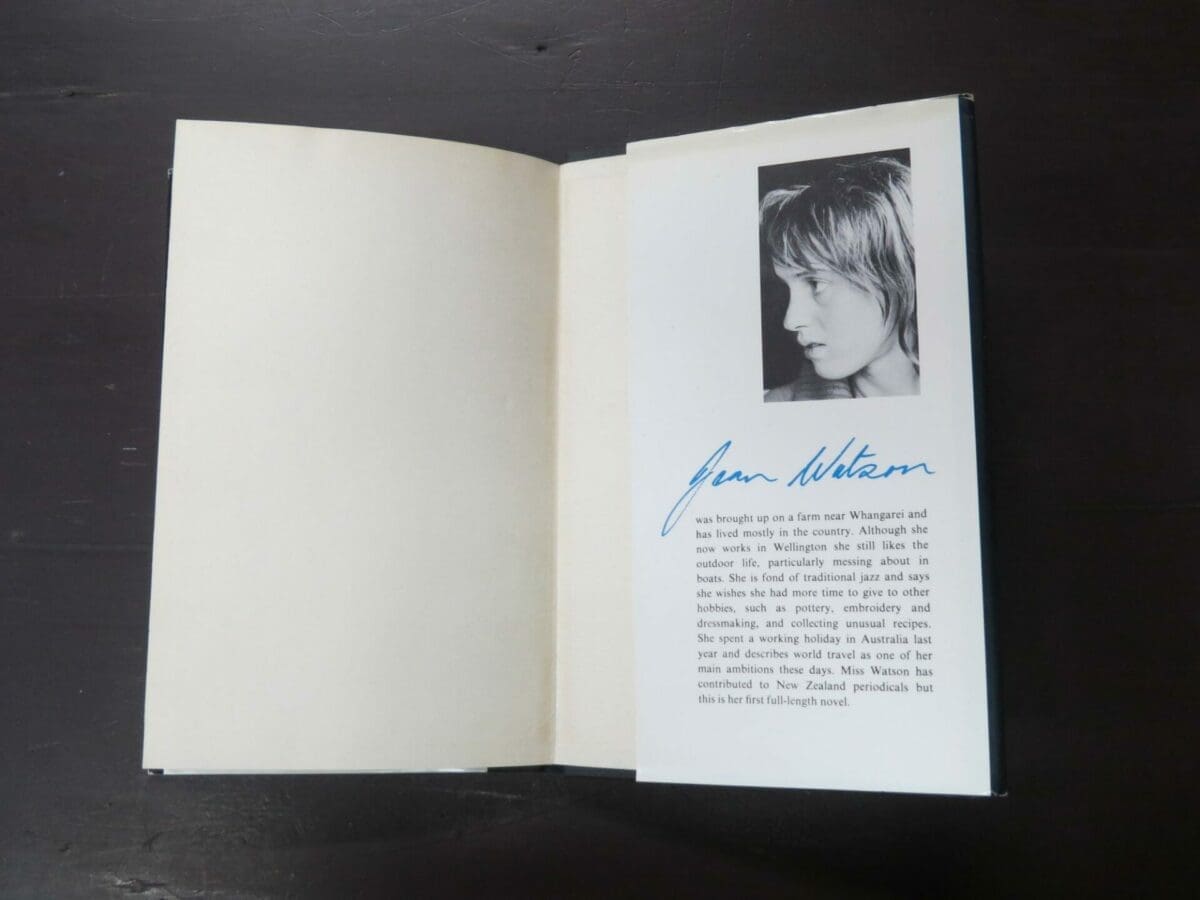 Jean Watson
was brought up on a farm near Whangarei and
has lived mostly in the country. Although she
now works in Wellington she still likes the
outdoor life, particularly messing about in
boats. She is fond of traditional jazz and says
she wishes she had more time to give to other
hobbies, such as pottery, embroidery and
dressmaking, and collecting unusual recipes.
She spent a working holiday in Australia last
year and describes world travel as one of her
main ambitions these days. Miss Watson has
contributed to New Zealand periodicals but
this is her first full-length novel.